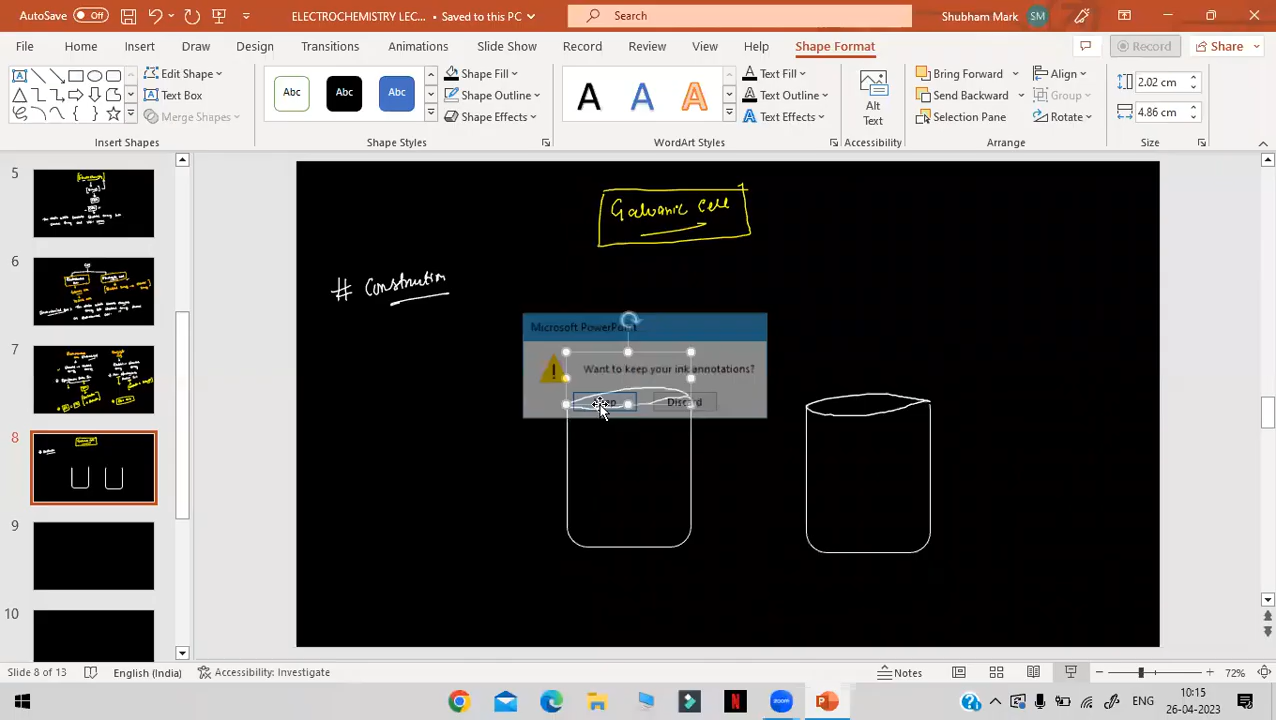 AutoSave Off ELECTROCHEMISTRY LEC... • Saved to this PC Search Shubham Mark SM
File Home Insert Draw Design Transitions Animations Slide Show Record Review View Help Shape Format Record Share
Edit Shape
Text Box
Merge Shapes
Insert Shapes
Abc Abc Abc
Shape Fill
Shape Outline
Shape Effects
Shape Styles
A A A
Text Fill
Text Outline
Text Effects
WordArt Styles
Alt Text
Accessibility
Bring Forward
Send Backward
Selection Pane
Align
Group
Rotate
Arrange
2.02 cm
4.86 cm
Size
5
6
7
8
9
10
Galvanic Cell
# Construction
Microsoft PowerPoint
Want to keep your ink annotations?
Discard
Slide 8 of 13 English (India) Accessibility: Investigate Notes 72%
zoom ENG 10:15
26-04-2023